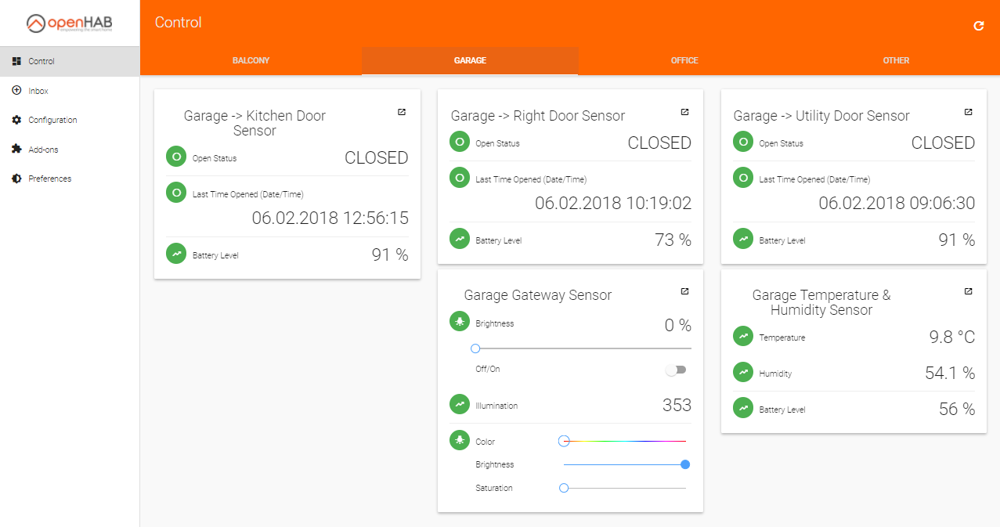 openHAB
empowering the smart home
Control
Inbox
Configuration
Add-ons
Preferences
Control
BALCONY
GARAGE
OFFICE
OTHER
Garage -> Kitchen Door
Sensor
Open Status
CLOSED
Last Time Opened (Date/Time)
06.02.2018 12:56:15
Battery Level
91 %
Garage -> Right Door Sensor
Open Status
CLOSED
Last Time Opened (Date/Time)
06.02.2018 10:19:02
Battery Level
73 %
Garage -> Utility Door Sensor
Open Status
CLOSED
Last Time Opened (Date/Time)
06.02.2018 09:06:30
Battery Level
91 %
Garage Gateway Sensor
Brightness
0 %
Off/On
Illumination
353
Color
Brightness
Saturation
Garage Temperature &
Humidity Sensor
Temperature
9.8 °C
Humidity
54.1 %
Battery Level
56 %